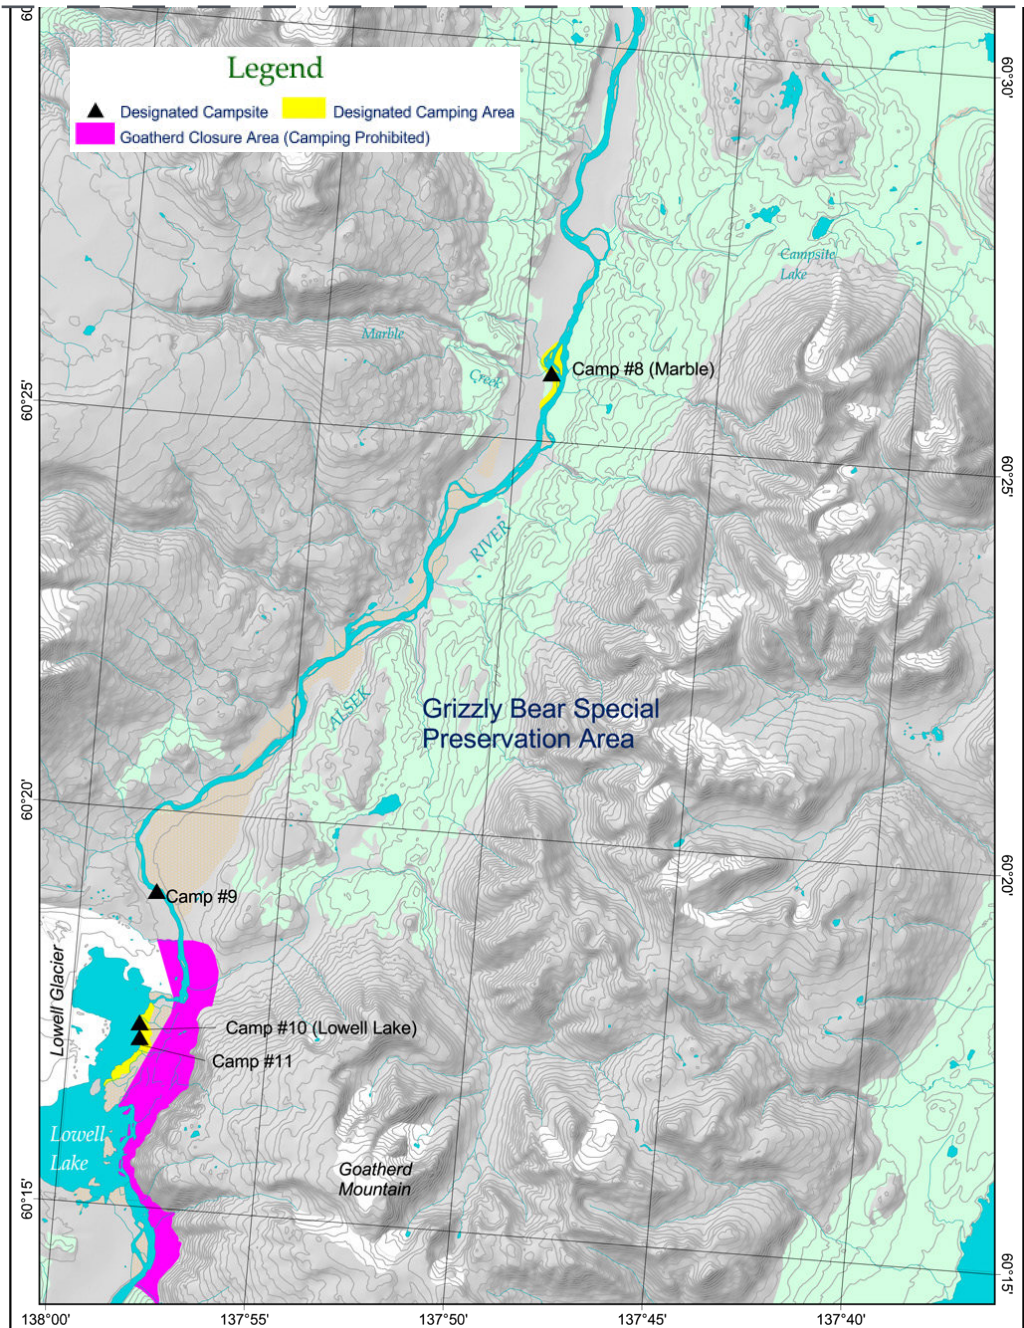 60°30'
Legend
Designated Campsite
Designated Camping Area
Goatherd Closure Area (Camping Prohibited)
Campsite
Lake
Marble
Creek
Camp #8 (Marble)
60°25'
60°25'
RIVER
ALSEK
Grizzly Bear Special
Preservation Area
60°20'
60°20'
Camp #9
Lowell Glacier
Camp #10 (Lowell Lake)
Camp #11
Lowell
Lake
Goatherd
Mountain
60°15'
60°15'
138°00'
137°55'
137°50'
137°45'
137°40'